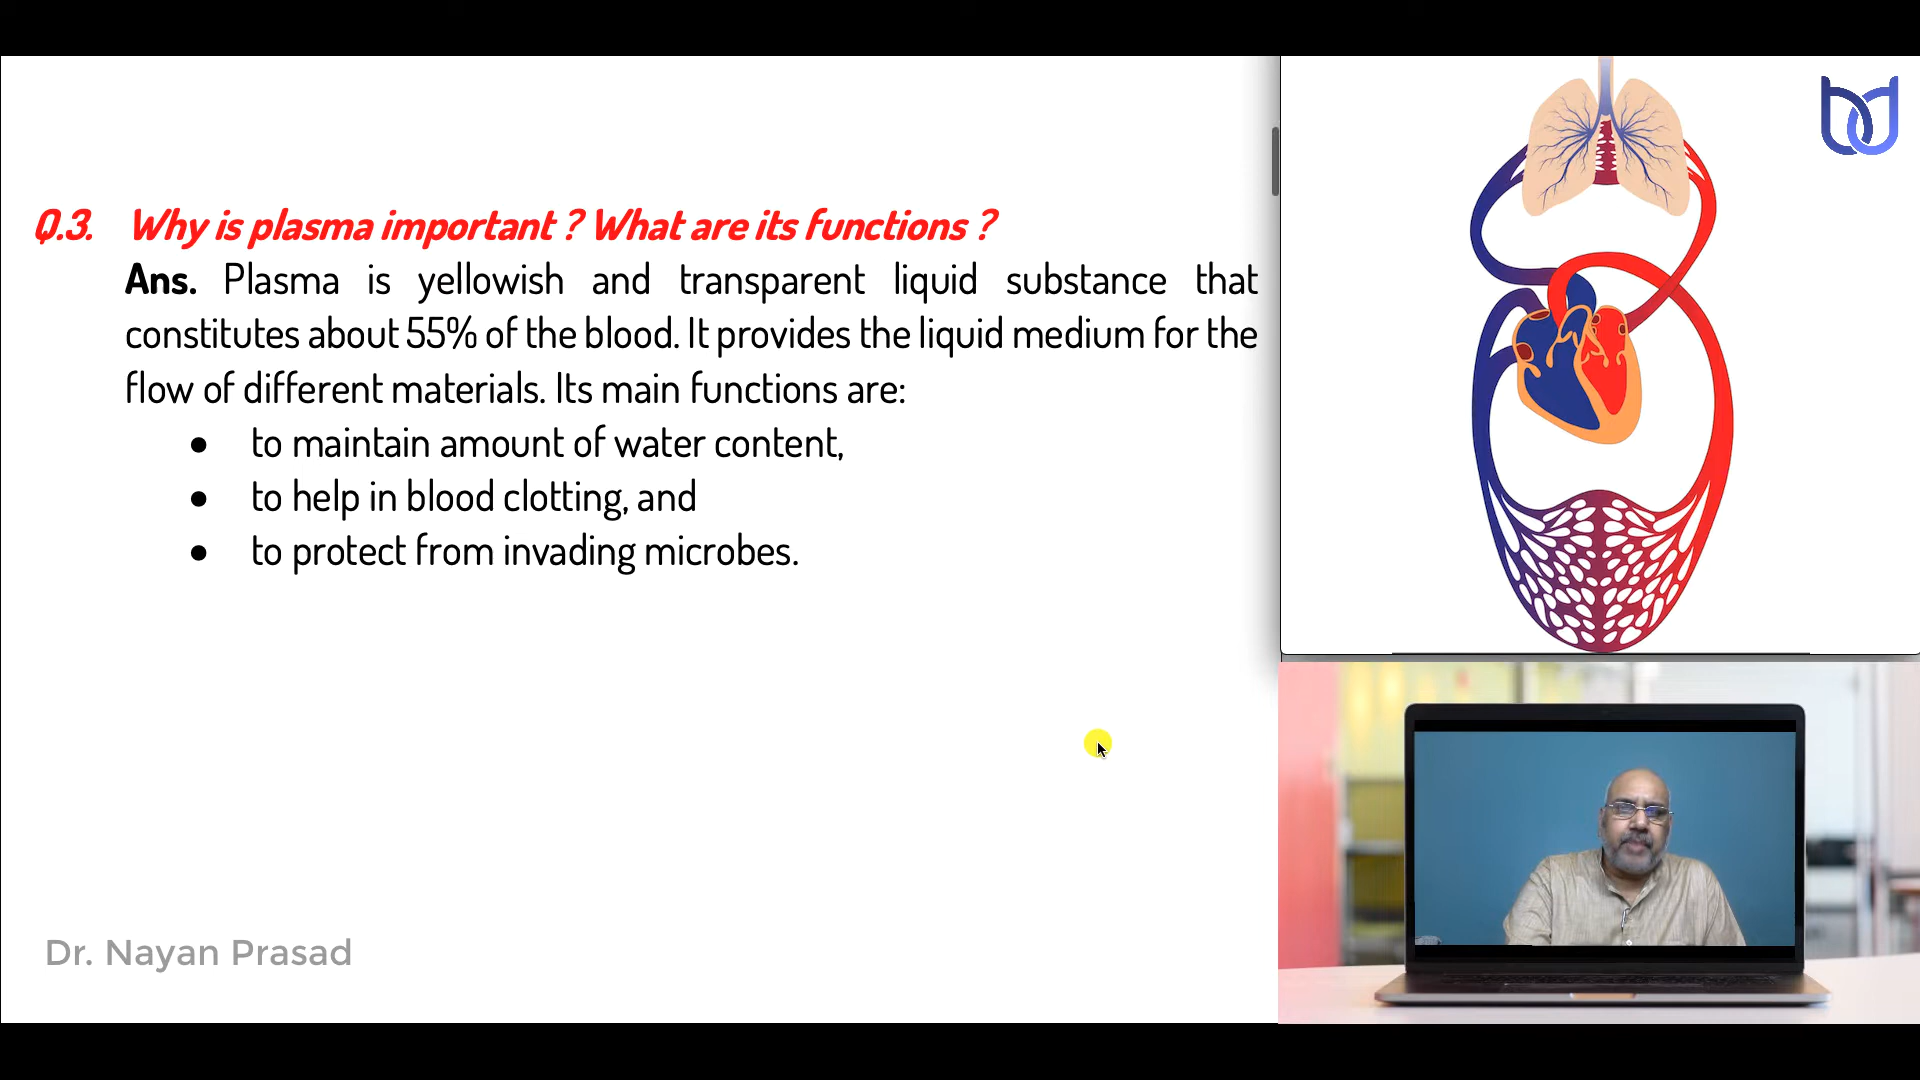 Q.3. Why is plasma important ? What are its functions ?
Ans. Plasma is yellowish and transparent liquid substance that
constitutes about 55% of the blood. It provides the liquid medium for the
flow of different materials. Its main functions are:
● to maintain amount of water content,
● to help in blood clotting, and
● to protect from invading microbes.
Dr. Nayan Prasad